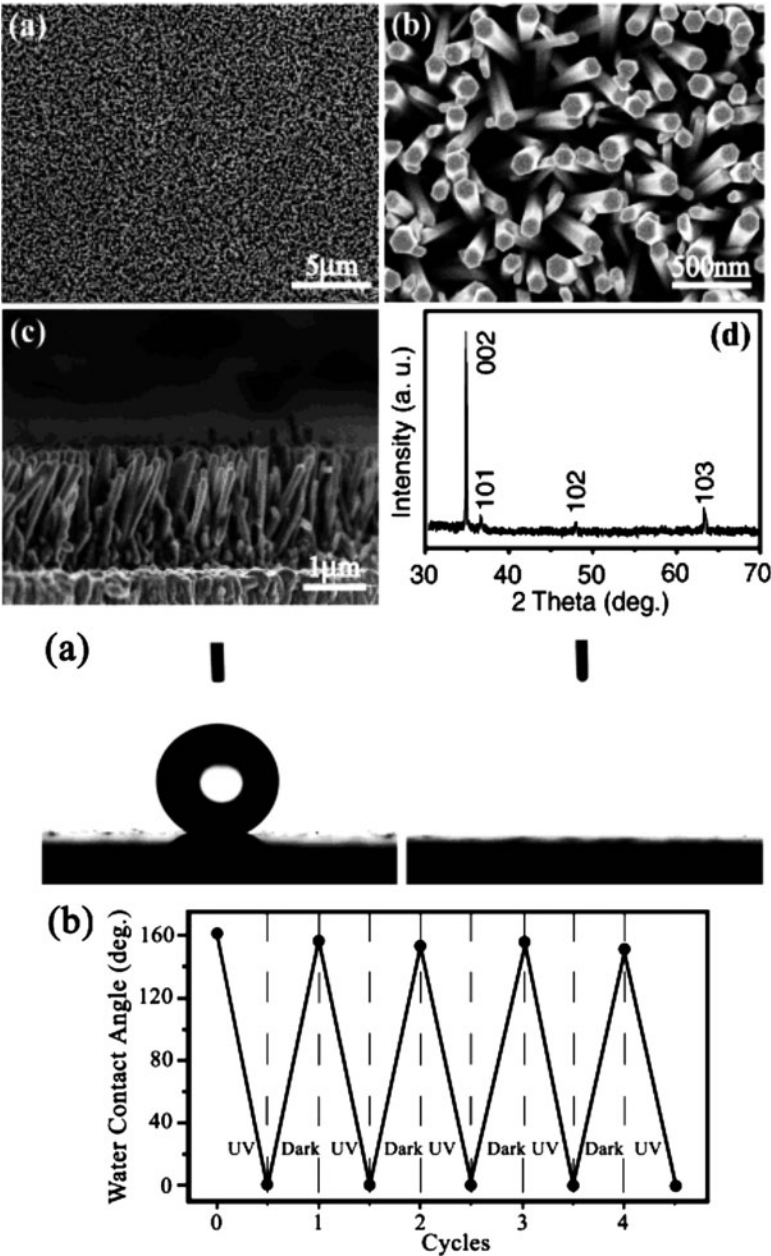 (a)
5μm
(b)
500nm
(c)
1μm
(d)
Intensity (a. u.)
002
101
102
103
30 40 50 60 70
2 Theta (deg.)
(a)
(b)
Water Contact Angle (deg.)
160
120
80
40
0
UV Dark UV Dark UV Dark UV Dark UV
0 1 2 3 4
Cycles